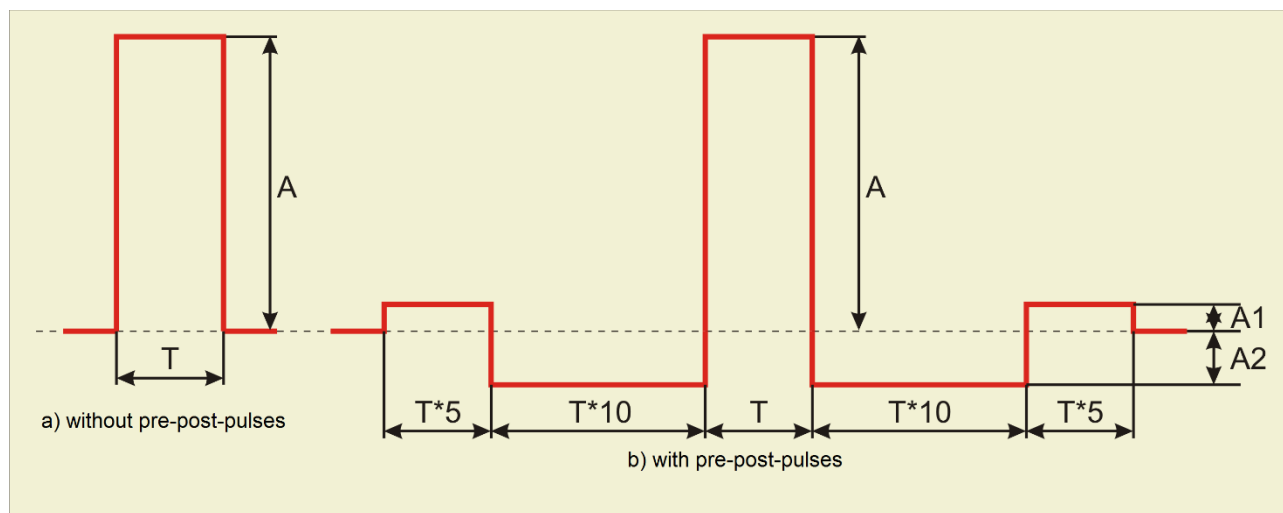 A
A
A1
A2
T
T*5
T*10
T
T*10
T*5
a) without pre-post-pulses
b) with pre-post-pulses